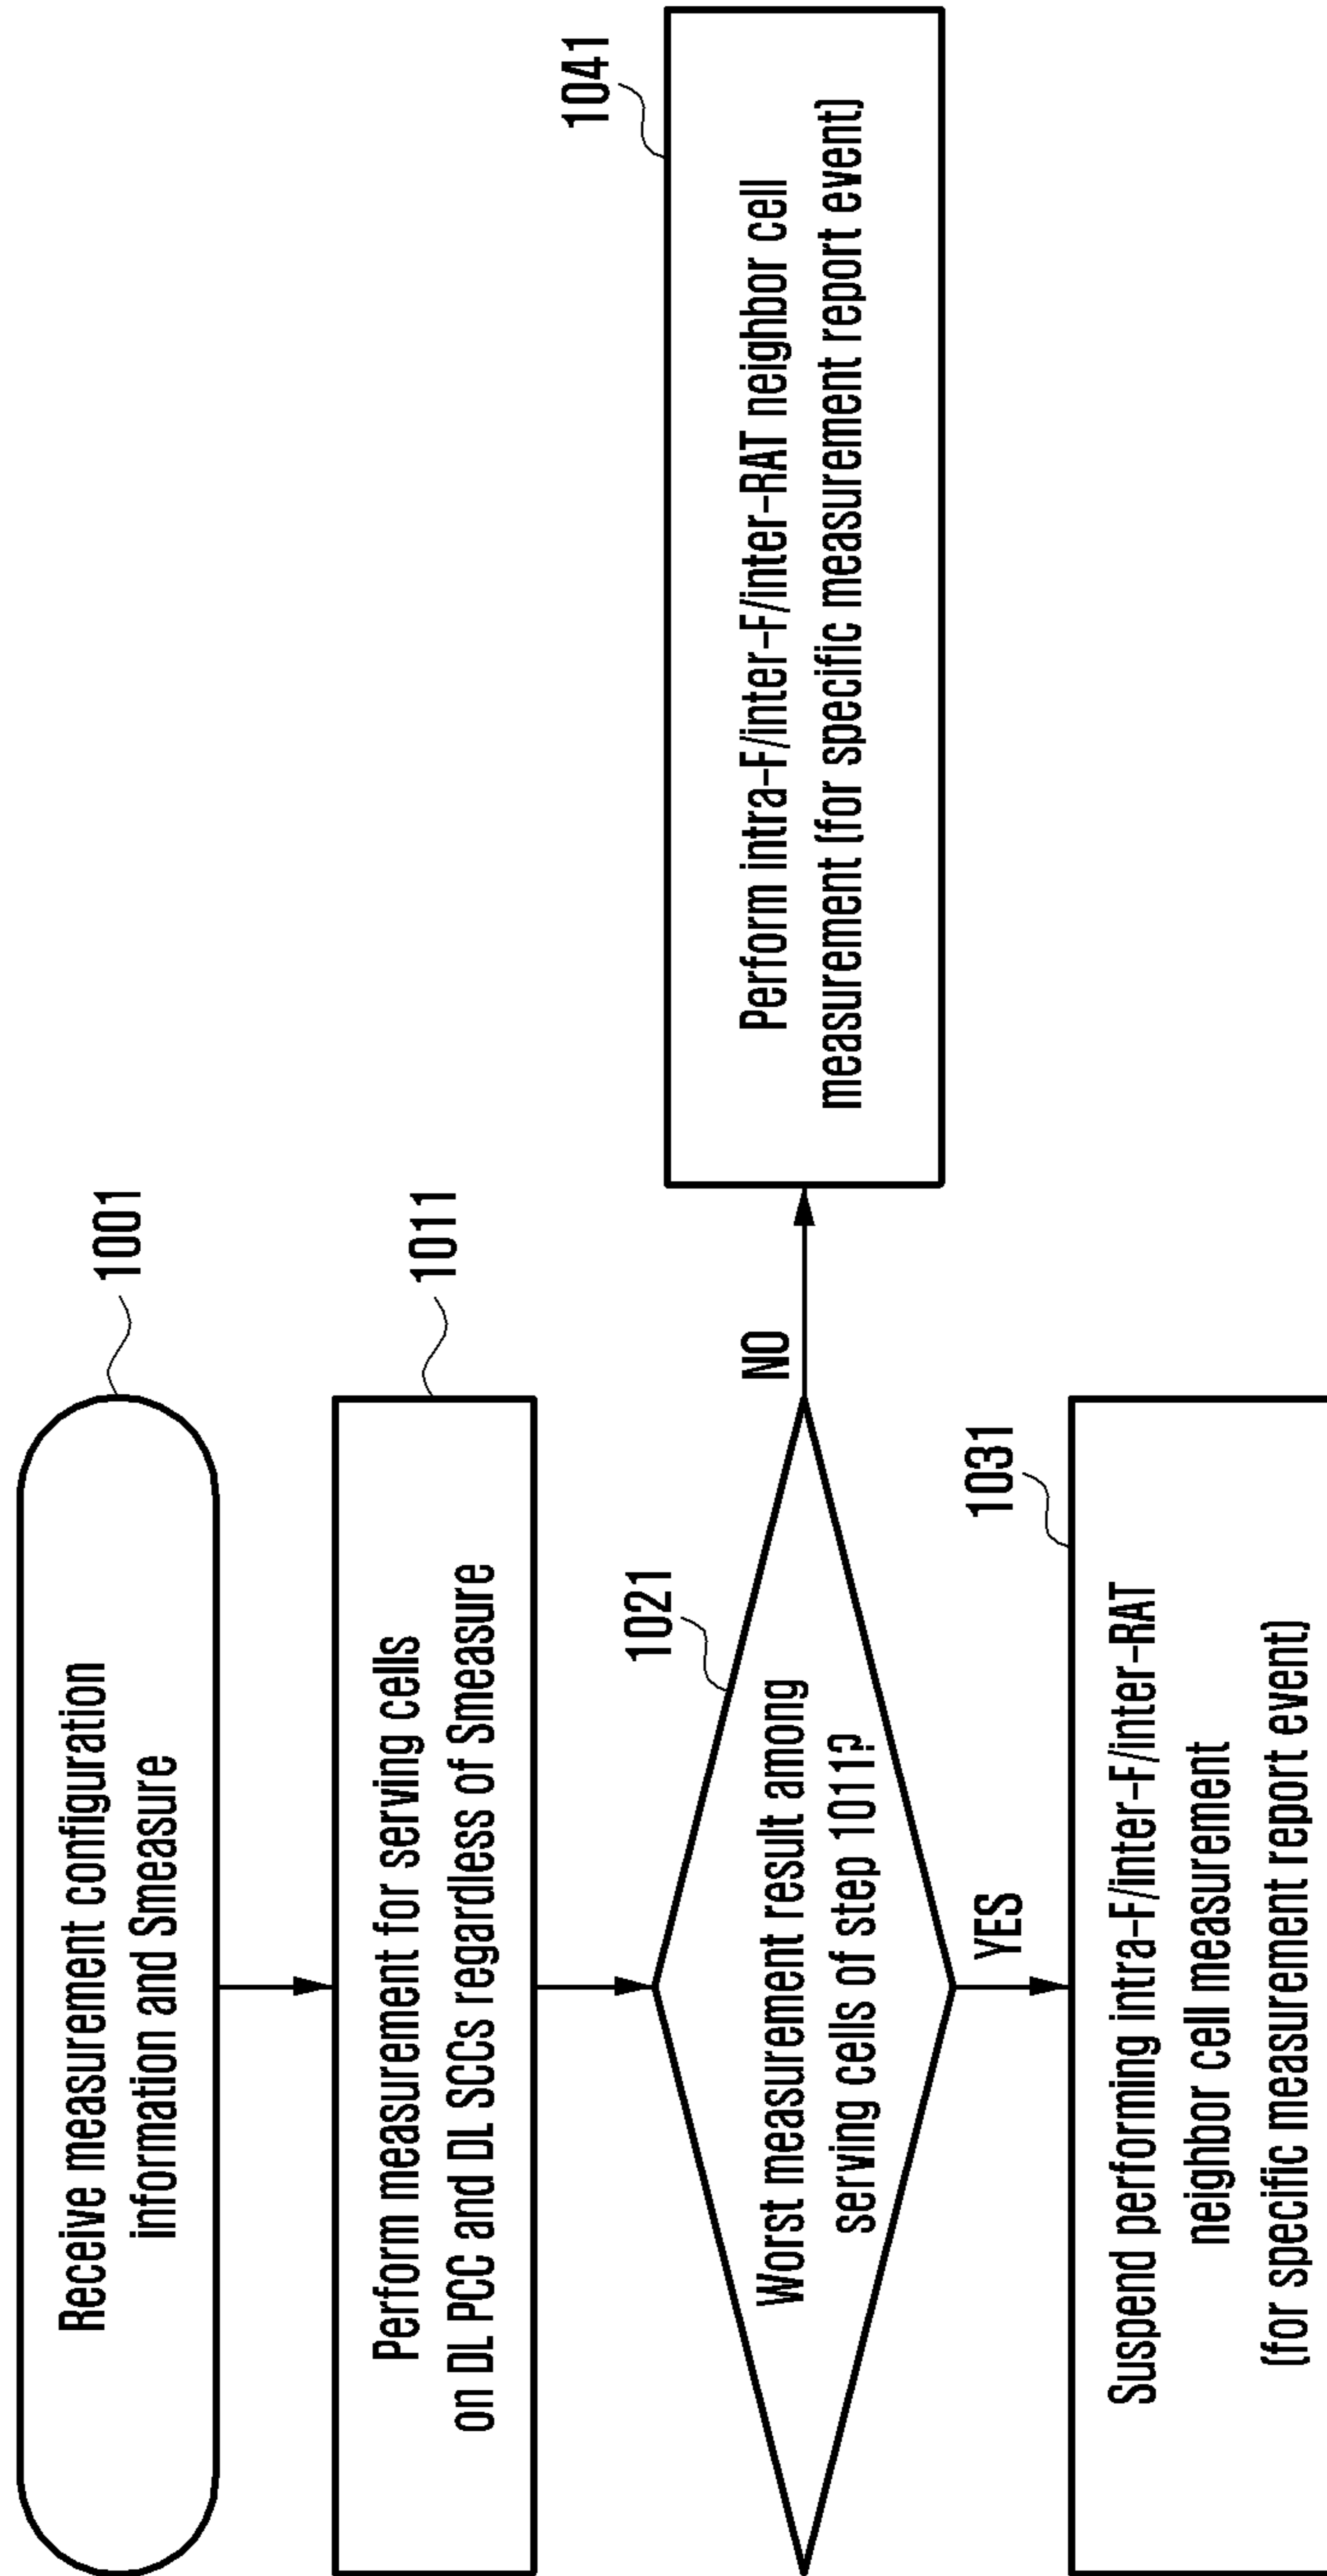 1001
Receive measurement configuration
information and Smeasure
1011
Perform measurement for serving cells
on DL PCC and DL SCCs regardless of Smeasure
1021
Worst measurement result among
serving cells of step 1011?
NO
YES
1041
Perform intra-F/inter-F/inter-RAT neighbor cell
measurement (for specific measurement report event)
1031
Suspend performing intra-F/inter-F/inter-RAT
neighbor cell measurement
(for specific measurement report event)